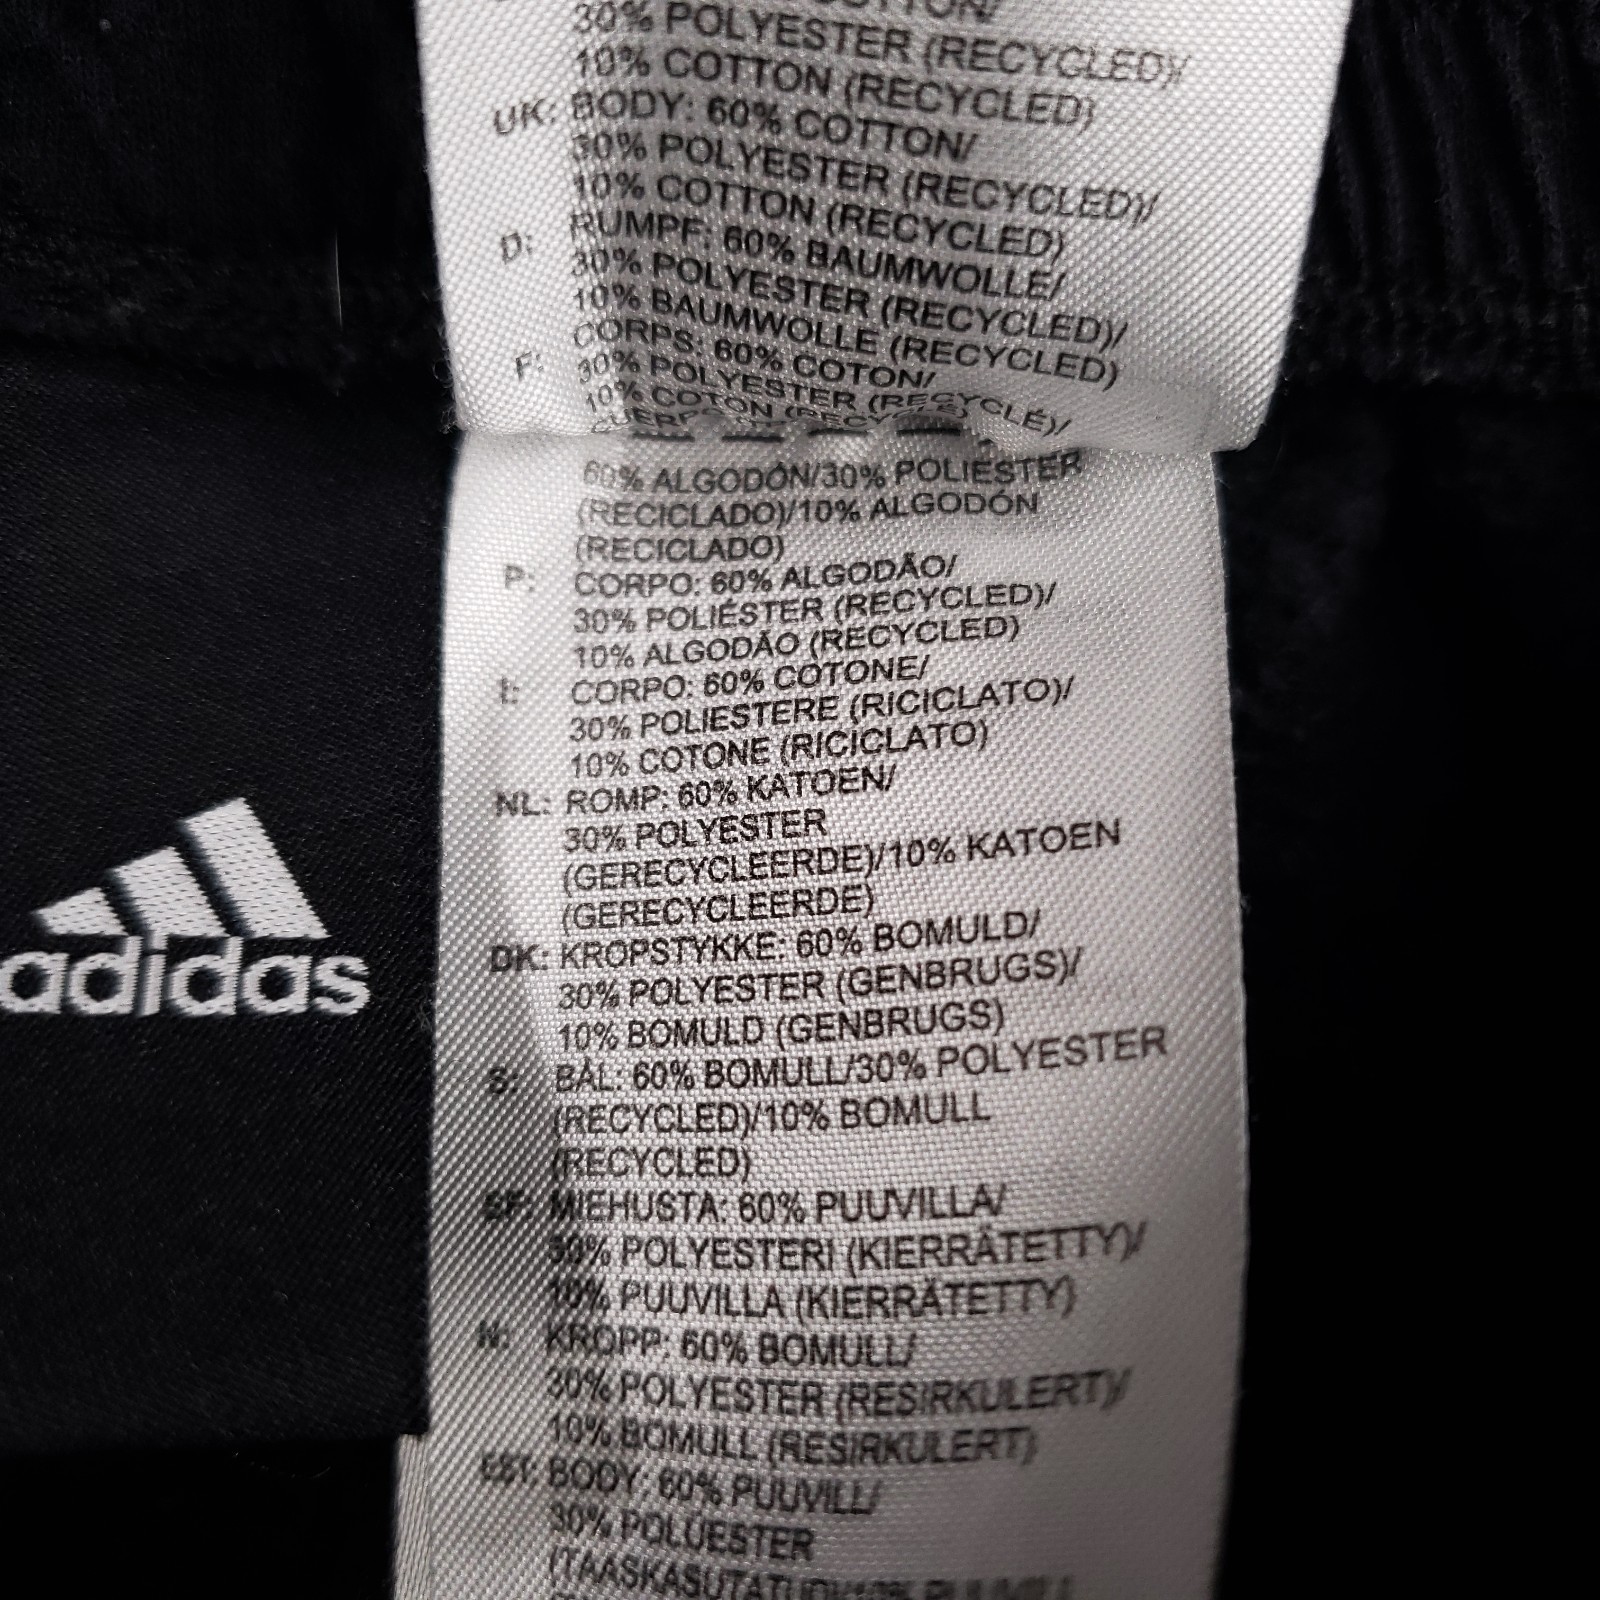 COTTON/
30% POLYESTER (RECYCLED)/
10% COTTON (RECYCLED)
UK: BODY: 60% COTTON/
30% POLYESTER (RECYCLED)/
10% COTTON (RECYCLED)
D: RUMPF: 60% BAUMWOLLE/
30% POLYESTER (RECYCLED)/
10% BAUMWOLLE (RECYCLED)
F: CORPS: 60% COTON/
30% POLYESTER (RECYCLÉ)/
10% COTON (RECYCLÉ)
60% ALGODÓN/30% POLIÉSTER
(RECICLADO)/10% ALGODÓN
(RECICLADO)
P: CORPO: 60% ALGODÃO/
30% POLIÉSTER (RECYCLED)/
10% ALGODÃO (RECYCLED)
I: CORPO: 60% COTONE/
30% POLIESTERE (RICICLATO)/
10% COTONE (RICICLATO)
NL: ROMP: 60% KATOEN/
30% POLYESTER
(GERECYCLEERDE)/10% KATOEN
(GERECYCLEERDE)
DK: KROPSTYKKE: 60% BOMULD/
30% POLYESTER (GENBRUGS)/
10% BOMULD (GENBRUGS)
S: BÅL: 60% BOMULL/30% POLYESTER
(RECYCLED)/10% BOMULL
(RECYCLED)
SF: MIEHUSTA: 60% PUUVILLA/
30% POLYESTERI (KIERRÄTETTY)/
10% PUUVILLA (KIERRÄTETTY)
N: KROPP: 60% BOMULL/
30% POLYESTER (RESIRKULERT)/
10% BOMULL (RESIRKULERT)
EST: BODY: 60% PUUVILL/
30% POLÜESTER
adidas